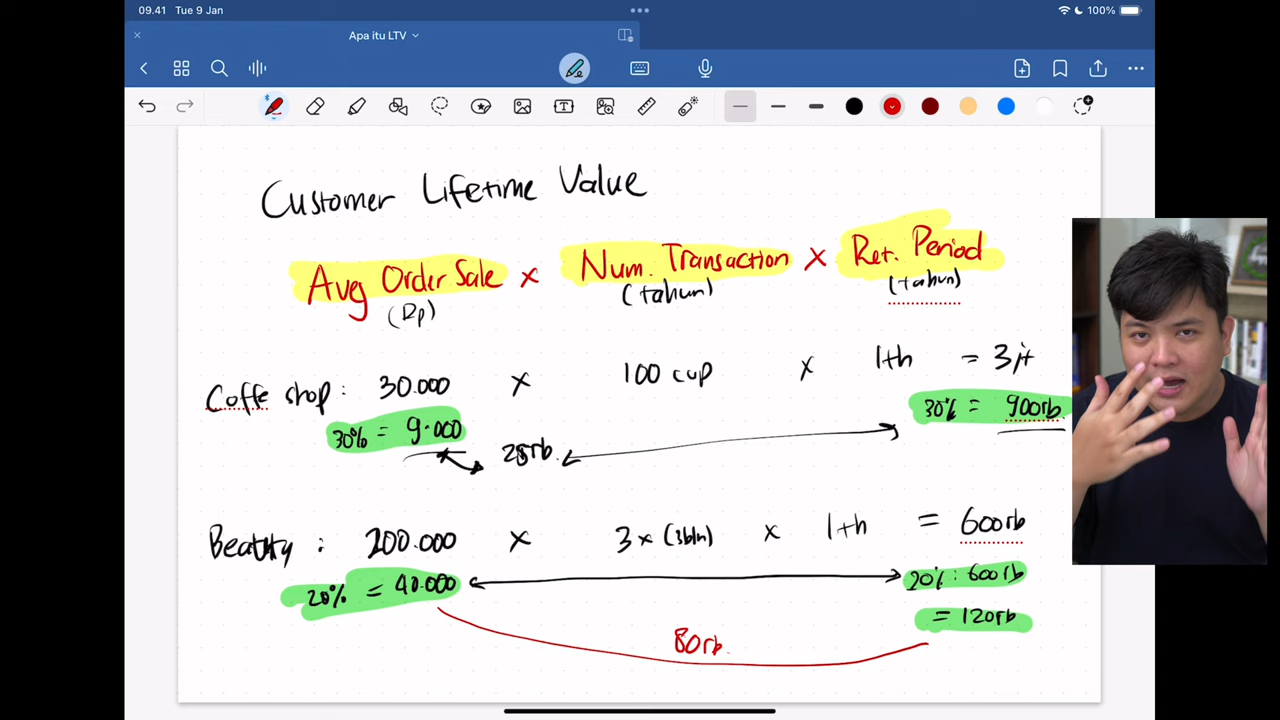 09.41 Tue 9 Jan
100%
Apa itu LTV
Customer Lifetime Value
Avg Order Sale x Num. Transaction x Ret. Period
(Rp) (tahun) (tahun)
Coffe shop : 30.000 x 100 cup x 1th = 3jt
30% = 9.000 30% = 900rb.
25rb.
Beauty : 200.000 x 3x (3bln) x 1th = 600rb
20% = 40.000 20% : 600rb
= 120rb
80rb.